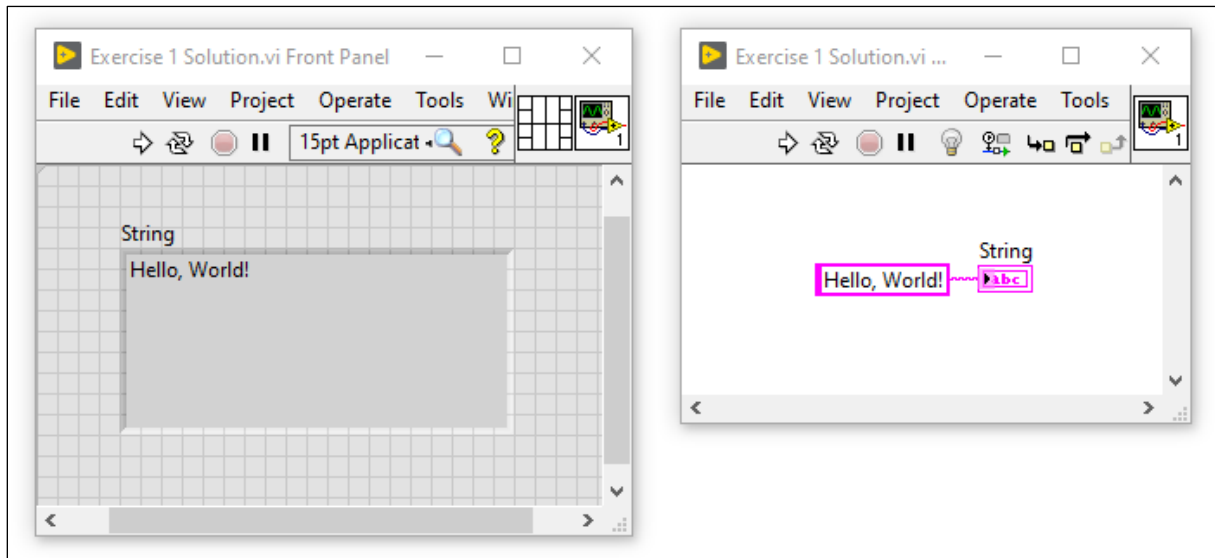 Exercise 1 Solution.vi Front Panel
File Edit View Project Operate Tools Wi
15pt Applicat
?
1
String
Hello, World!
Exercise 1 Solution.vi ...
File Edit View Project Operate Tools
1
String
Hello, World!
abc